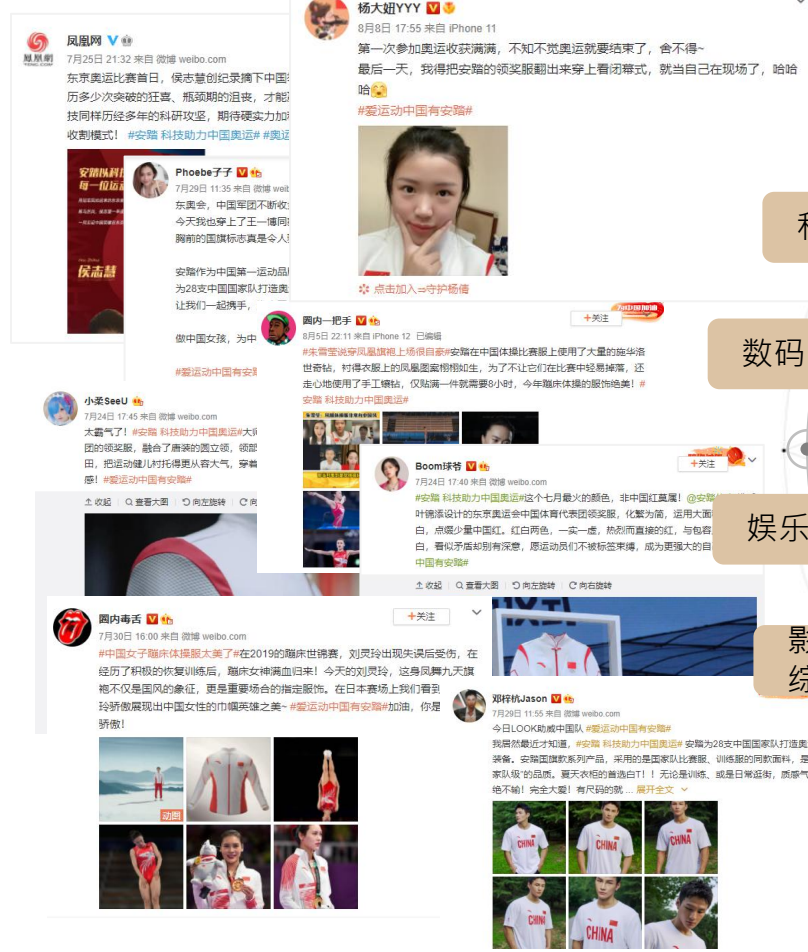 凤凰网
7月25日 21:32 来自 微博 weibo.com
东京奥运比赛首日，侯志慧创纪录摘下中国
历多少次突破的狂喜、瓶颈期的沮丧，才能
技同样历经多年的科研攻坚，期待硬实力加
收割模式！ #安踏 科技助力中国奥运# #奥运
安踏以科技
每一位运
侯志慧
杨大妞YYY
8月8日 17:55 来自 iPhone 11
第一次参加奥运收获满满，不知不觉奥运就要结束了，舍不得~
最后一天，我得把安踏的领奖服翻出来穿上看闭幕式，就当自己在现场了，哈哈
哈
#爱运动中国有安踏#
点击加入⇒守护杨倩
Phoebe子子
7月29日 11:35 来自 微博 weib
东奥会，中国军团不断收
今天我也穿上了王一博同
胸前的国旗标志真是令人
安踏作为中国第一运动品
为28支中国国家队打造奥
让我们一起携手，
做中国女孩，为中
#爱运动中国有安
圈内一把手
+关注
8月5日 22:11 来自 iPhone 12 已编辑
#朱雪莹说穿凤凰旗袍上场很自豪#安踏在中国体操比赛服上使用了大量的施华洛
世奇钻，衬得衣服上的凤凰图案栩栩如生，为了不让它们在比赛中轻易掉落，还
走心地使用了手工镶钻，仅贴满一件就需要8小时，今年蹦床体操的服饰绝美！#
安踏 科技助力中国奥运#
小柔SeeU
7月24日 17:45 来自 微博 weibo.com
太霸气了！#安踏 科技助力中国奥运#大
团的领奖服，融合了唐装的圆立领，领部
田，把运动健儿衬托得更从容大气，穿着
感！#爱运动中国有安踏#
收起 查看大图 向左旋转 向
Boom球爷
+关注
7月24日 17:40 来自 微博 weibo.com
#安踏 科技助力中国奥运#这个七月最火的颜色，非中国红莫属！@安踏
叶锦添设计的东京奥运会中国体育代表团领奖服，化繁为简，运用大面
白，点缀少量中国红。红白两色，一实一虚，热烈而直接的红，与包容
白，看似矛盾却别有深意，愿运动员们不被标签束缚，成为更强大的自
中国有安踏#
收起 查看大图 向左旋转 向右旋转
圈内毒舌
+关注
7月30日 16:00 来自 微博 weibo.com
#中国女子蹦床体操服太美了#在2019的蹦床世锦赛，刘灵玲出现失误后受伤，在
经历了积极的恢复训练后，蹦床女神满血归来！今天的刘灵玲，这身凤舞九天旗
袍不仅是国风的象征，更是重要场合的指定服饰。在日本赛场上我们看到
玲骄傲展现出中国女性的巾帼英雄之美~ #爱运动中国有安踏#加油，你是
骄傲！
动图
邓梓杭Jason
7月29日 11:55 来自 微博 weibo.com
今日LOOK助威中国队 #爱运动中国有安踏#
我居然最近才知道，#安踏 科技助力中国奥运# 安踏为28支中国国家队打造奥
装备。安踏国旗款系列产品，采用的是国家队比赛服、训练服的同款面料，是
家队级"的品质。夏天衣柜的首选白T！！无论是训练、或是日常逛街，质感气
绝不输！完全大爱！有尺码的就 ... 展开全文
CHINA
CHINA
CHINA
CHINA
CHINA
数码
娱乐